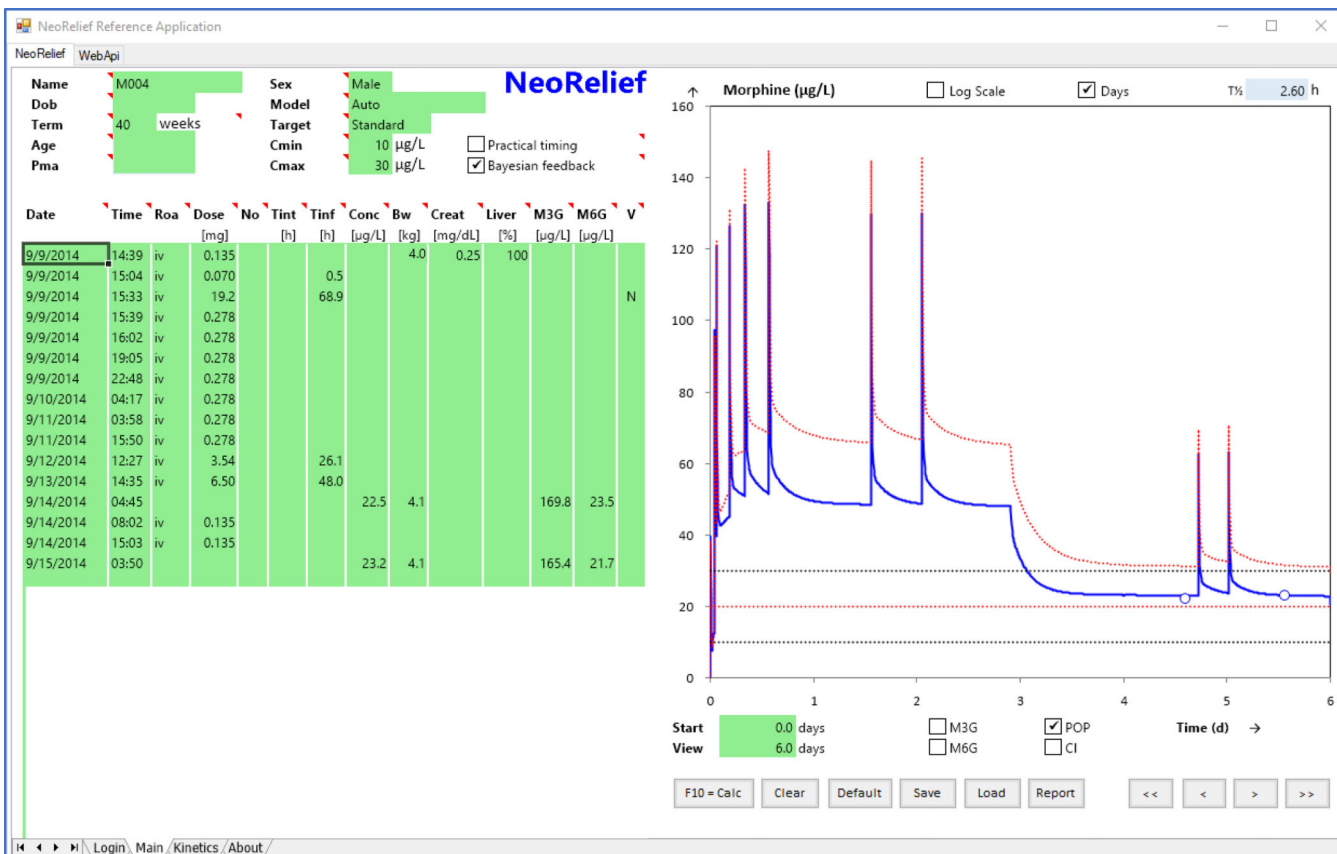 NeoRelief Reference Application
NeoRelief WebApi
Name M004 Sex Male NeoRelief
Dob Model Auto
Term 40 weeks Target Standard
Age Cmin 10 µg/L Practical timing
Pma Cmax 30 µg/L Bayesian feedback
Date Time Roa Dose No Tint Tinf Conc Bw Creat Liver M3G M6G V
[mg] [h] [h] [µg/L] [kg] [mg/dL] [%] [µg/L] [µg/L]
9/9/2014 14:39 iv 0.135 4.0 0.25 100
9/9/2014 15:04 iv 0.070 0.5
9/9/2014 15:33 iv 19.2 68.9 N
9/9/2014 15:39 iv 0.278
9/9/2014 16:02 iv 0.278
9/9/2014 19:05 iv 0.278
9/9/2014 22:48 iv 0.278
9/10/2014 04:17 iv 0.278
9/11/2014 03:58 iv 0.278
9/11/2014 15:50 iv 0.278
9/12/2014 12:27 iv 3.54 26.1
9/13/2014 14:35 iv 6.50 48.0
9/14/2014 04:45 22.5 4.1 169.8 23.5
9/14/2014 08:02 iv 0.135
9/14/2014 15:03 iv 0.135
9/15/2014 03:50 23.2 4.1 165.4 21.7
Morphine (µg/L) Log Scale Days T½ 2.60 h
160
140
120
100
80
60
40
20
0
0 1 2 3 4 5 6
Start 0.0 days M3G POP Time (d) →
View 6.0 days M6G CI
F10 = Calc Clear Default Save Load Report << < > >>
Login Main Kinetics About